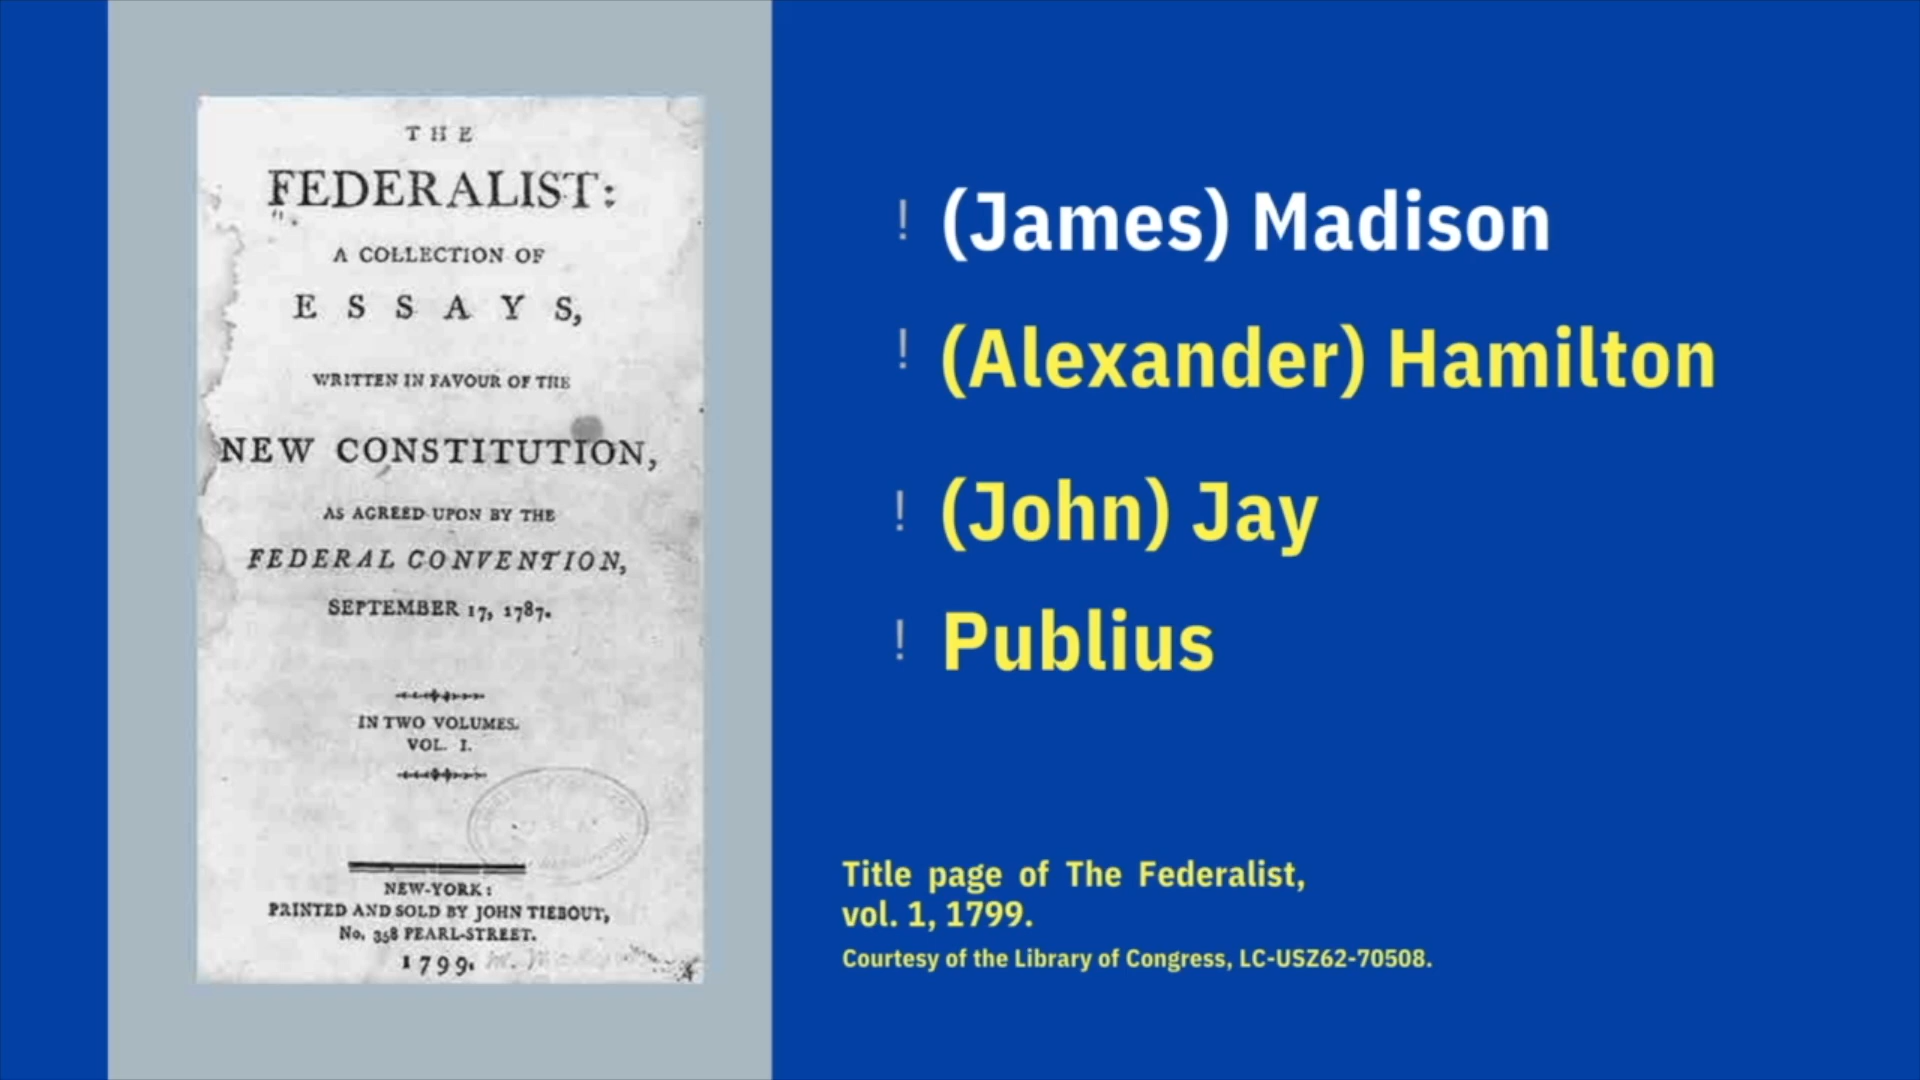 THE
FEDERALIST:
A COLLECTION OF
ESSAYS,
WRITTEN IN FAVOUR OF THE
NEW CONSTITUTION,
AS AGREED UPON BY THE
FEDERAL CONVENTION,
SEPTEMBER 17, 1787.
IN TWO VOLUMES.
VOL. I.
NEW-YORK:
PRINTED AND SOLD BY JOHN TIEBOUT,
No. 358 PEARL-STREET.
1799.
! (James) Madison
! (Alexander) Hamilton
! (John) Jay
! Publius
Title page of The Federalist,
vol. 1, 1799.
Courtesy of the Library of Congress, LC-USZ62-70508.